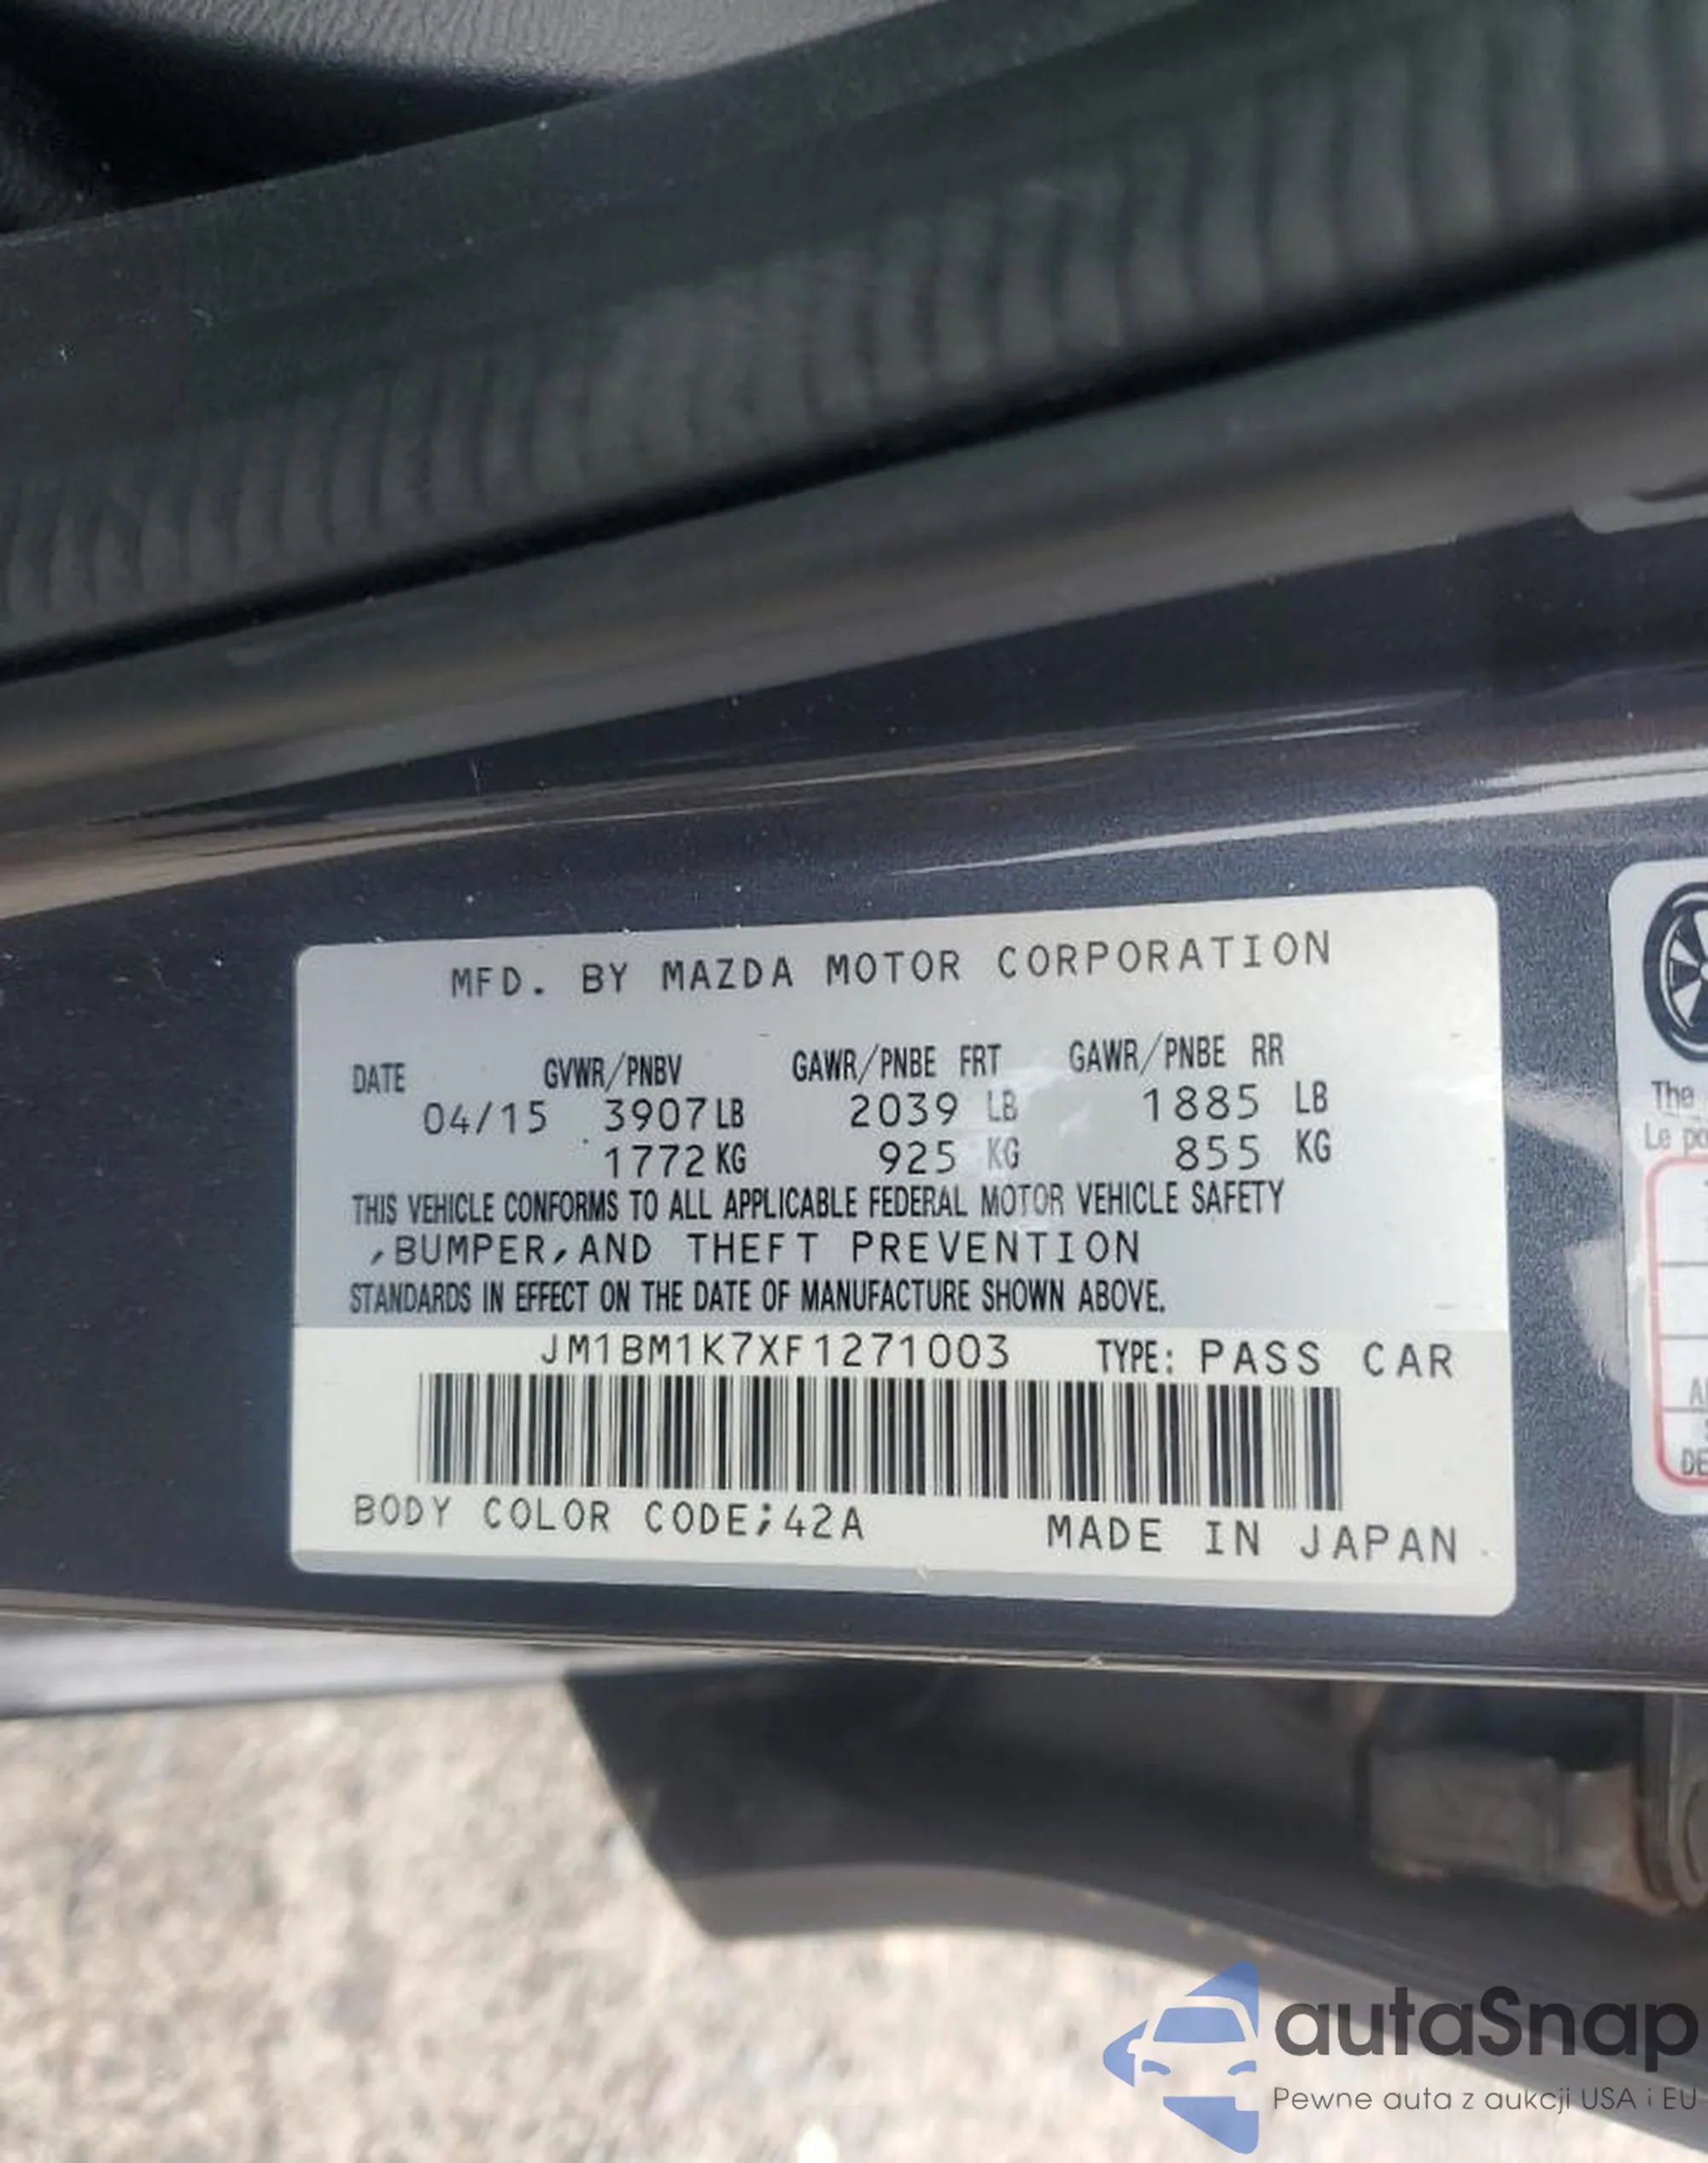 MFD. BY MAZDA MOTOR CORPORATION
DATE GVWR/PNBV GAWR/PNBE FRT GAWR/PNBE RR
04/15 3907 LB 2039 LB 1885 LB
1772 KG 925 KG 855 KG
THIS VEHICLE CONFORMS TO ALL APPLICABLE FEDERAL MOTOR VEHICLE SAFETY
,BUMPER,AND THEFT PREVENTION
STANDARDS IN EFFECT ON THE DATE OF MANUFACTURE SHOWN ABOVE.
JM1BM1K7XF1271003 TYPE: PASS CAR
BODY COLOR CODE;42A MADE IN JAPAN
The
Le
autaSnap
Pewne auta z aukcji USA i EU